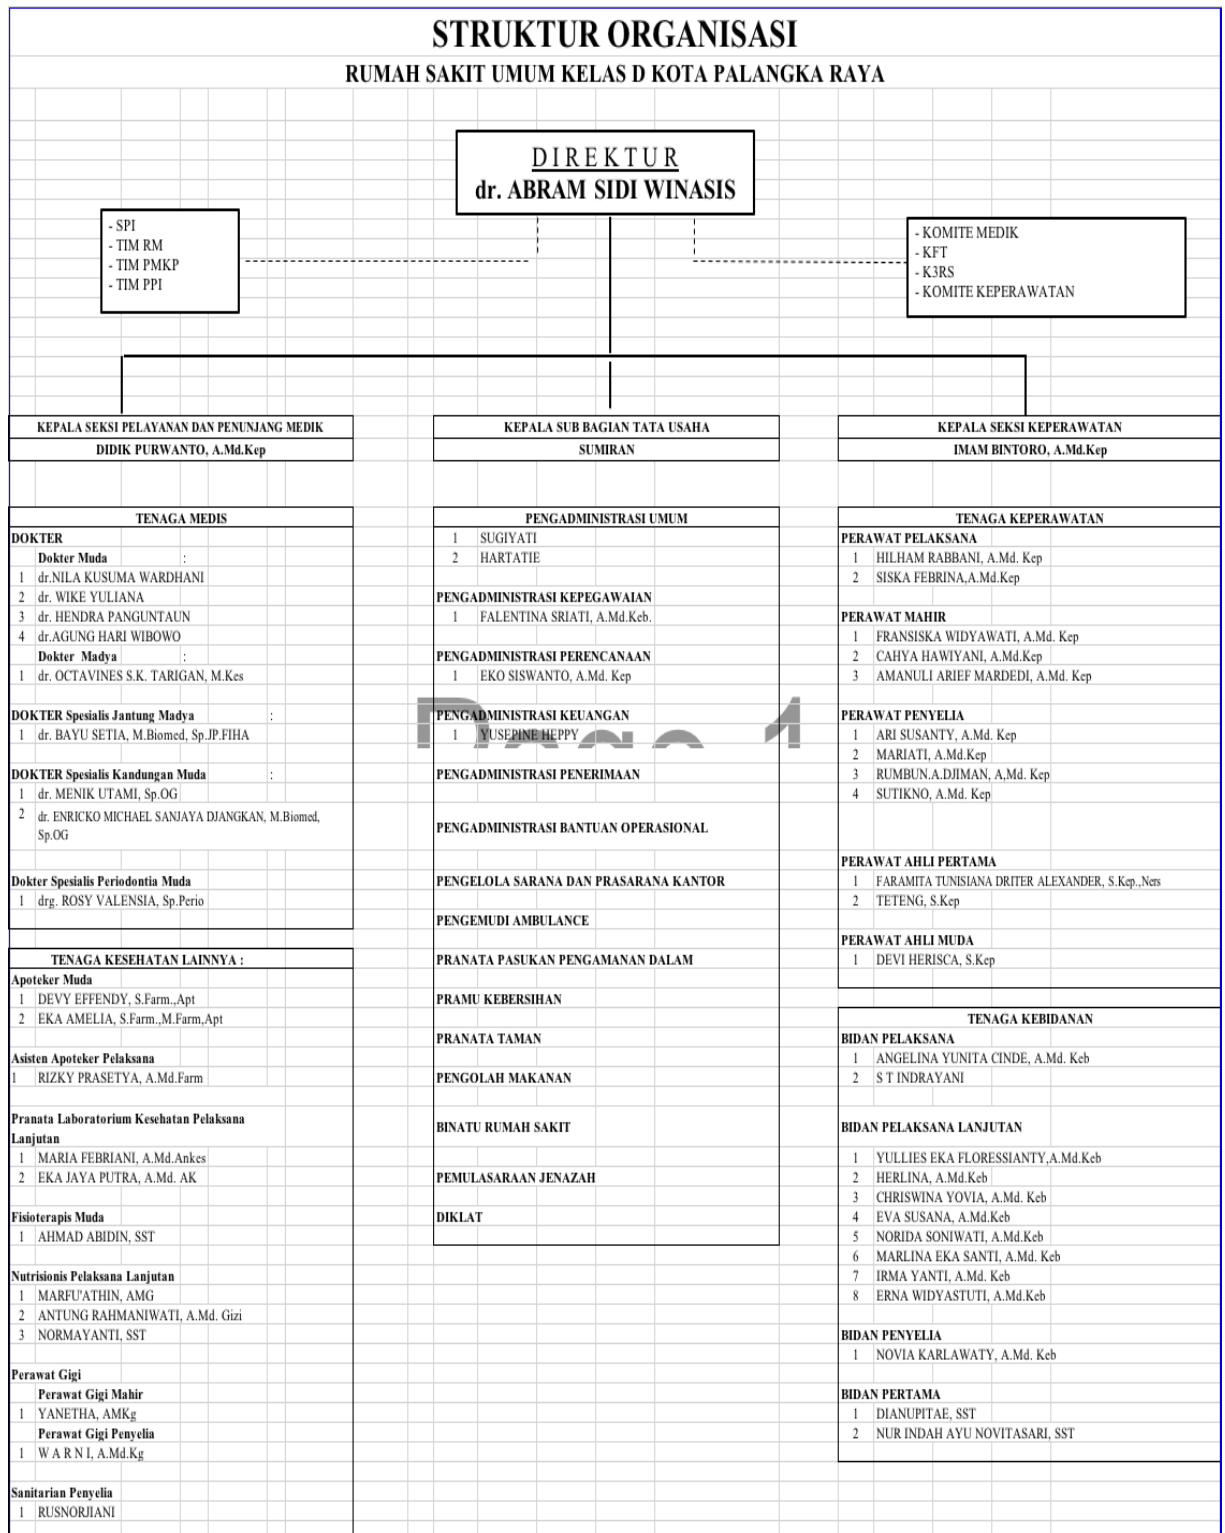 STRUKTUR ORGANISASI
RUMAH SAKIT UMUM KELAS D KOTA PALANGKA RAYA
DIREKTUR
dr. ABRAM SIDI WINASIS
- SPI
- TIM RM
- TIM PMKP
- TIM PPI
- KOMITE MEDIK
- KFT
- K3RS
- KOMITE KEPERAWATAN
KEPALA SEKSI PELAYANAN DAN PENUNJANG MEDIK
DIDIK PURWANTO, A.Md.Kep
KEPALA SUB BAGIAN TATA USAHA
SUMIRAN
KEPALA SEKSI KEPERAWATAN
IMAM BINTORO, A.Md.Kep
TENAGA MEDIS
DOKTER
Dokter Muda :
1 dr.NILA KUSUMA WARDHANI
2 dr. WIKE YULIANA
3 dr. HENDRA PANGUNTAUN
4 dr.AGUNG HARI WIBOWO
Dokter Madya :
1 dr. OCTAVINES S.K. TARIGAN, M.Kes
DOKTER Spesialis Jantung Madya :
1 dr. BAYU SETIA, M.Biomed, Sp.JP.FIHA
DOKTER Spesialis Kandungan Muda :
1 dr. MENIK UTAMI, Sp.OG
2 dr. ENRICKO MICHAEL SANJAYA DJANGKAN, M.Biomed,
Sp.OG
Dokter Spesialis Periodontia Muda
1 drg. ROSY VALENSIA, Sp.Perio
TENAGA KESEHATAN LAINNYA :
Apoteker Muda
1 DEVY EFFENDY, S.Farm.,Apt
2 EKA AMELIA, S.Farm.,M.Farm,Apt
Asisten Apoteker Pelaksana
1 RIZKY PRASETYA, A.Md.Farm
Pranata Laboratorium Kesehatan Pelaksana
Lanjutan
1 MARIA FEBRIANI, A.Md.Ankes
2 EKA JAYA PUTRA, A.Md. AK
Fisioterapis Muda
1 AHMAD ABIDIN, SST
Nutrisionis Pelaksana Lanjutan
1 MARFU'ATHIN, AMG
2 ANTUNG RAHMANIWATI, A.Md. Gizi
3 NORMAYANTI, SST
Perawat Gigi
Perawat Gigi Mahir
1 YANETHA, AMKg
Perawat Gigi Penyelia
1 W A R N I, A.Md.Kg
Sanitarian Penyelia
1 RUSNORJIANI
PENGADMINISTRASI UMUM
1 SUGIYATI
2 HARTATIE
PENGADMINISTRASI KEPEGAWAIAN
1 FALENTINA SRIATI, A.Md.Keb.
PENGADMINISTRASI PERENCANAAN
1 EKO SISWANTO, A.Md. Kep
PENGADMINISTRASI KEUANGAN
1 YUSEPINE HEPPY
Page 1
PENGADMINISTRASI PENERIMAAN
PENGADMINISTRASI BANTUAN OPERASIONAL
PENGELOLA SARANA DAN PRASARANA KANTOR
PENGEMUDI AMBULANCE
PRANATA PASUKAN PENGAMANAN DALAM
PRAMU KEBERSIHAN
PRANATA TAMAN
PENGOLAH MAKANAN
BINATU RUMAH SAKIT
PEMULASARAAN JENAZAH
DIKLAT
TENAGA KEPERAWATAN
PERAWAT PELAKSANA
1 HILHAM RABBANI, A.Md. Kep
2 SISKA FEBRINA,A.Md.Kep
PERAWAT MAHIR
1 FRANSISKA WIDYAWATI, A.Md. Kep
2 CAHYA HAWIYANI, A.Md.Kep
3 AMANULI ARIEF MARDEDI, A.Md. Kep
PERAWAT PENYELIA
1 ARI SUSANTY, A.Md. Kep
2 MARIATI, A.Md.Kep
3 RUMBUN.A.DJIMAN, A,Md. Kep
4 SUTIKNO, A.Md. Kep
PERAWAT AHLI PERTAMA
1 FARAMITA TUNISIANA DRITER ALEXANDER, S.Kep.,Ners
2 TETENG, S.Kep
PERAWAT AHLI MUDA
1 DEVI HERISCA, S.Kep
TENAGA KEBIDANAN
BIDAN PELAKSANA
1 ANGELINA YUNITA CINDE, A.Md. Keb
2 S T INDRAYANI
BIDAN PELAKSANA LANJUTAN
1 YULLIES EKA FLORESSIANTY,A.Md.Keb
2 HERLINA, A.Md.Keb
3 CHRISWINA YOVIA, A.Md. Keb
4 EVA SUSANA, A.Md.Keb
5 NORIDA SONIWATI, A.Md.Keb
6 MARLINA EKA SANTI, A.Md. Keb
7 IRMA YANTI, A.Md. Keb
8 ERNA WIDYASTUTI, A.Md.Keb
BIDAN PENYELIA
1 NOVIA KARLAWATY, A.Md. Keb
BIDAN PERTAMA
1 DIANUPITAE, SST
2 NUR INDAH AYU NOVITASARI, SST